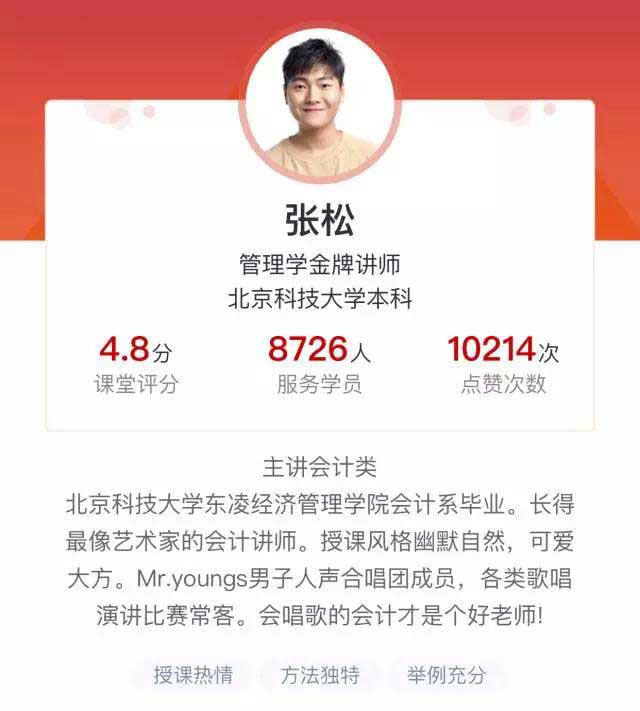 张松
管理学金牌讲师
北京科技大学本科
4.8分 8726人 10214次
课堂评分 服务学员 点赞次数
主讲会计类
北京科技大学东凌经济管理学院会计系毕业。长得
最像艺术家的会计讲师。授课风格幽默自然，可爱
大方。Mr.youngs男子人声合唱团成员，各类歌唱
演讲比赛常客。会唱歌的会计才是个好老师!
授课热情 方法独特 举例充分